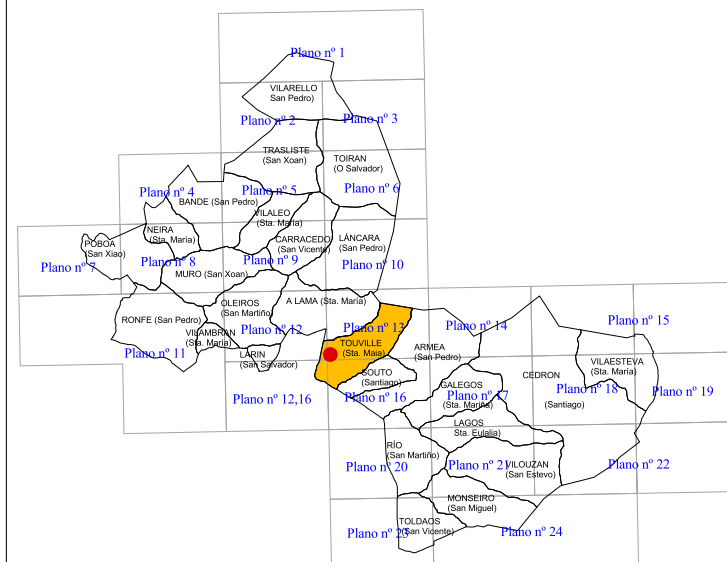 Plano nº 1
VILARELLO
San Pedro)
Plano nº 2
Plano nº 3
TRASLISTE
(San Xoan)
TOIRAN
(O Salvador)
Plano nº 4
Plano nº 5
Plano nº 6
BANDE (San Pedro)
VILALEO
(Sta. María)
NEIRA
(Sta. María)
POBOA
(San Xiao)
CARRACEDO
(San Vicente)
LÁNCARA
(San Pedro)
Plano nº 7
Plano nº 8
Plano nº 9
Plano nº 10
MURO (San Xoan)
OLEIROS
(San Martiño)
A LAMA (Sta. María)
RONFE (San Pedro)
VILAMBRAN
(Sta. María)
Plano nº 12
Plano nº 13
Plano nº 14
Plano nº 15
Plano nº 11
LARIN
(San Salvador)
TOUVILLE
(Sta. Maia)
ARMEA
(San Pedro)
SOUTO
(Santiago)
CEDRON
(Santiago)
VILAESTEVA
(Sta. María)
GALEGOS
(Sta. Mariña)
Plano nº 12,16
Plano nº 16
Plano nº 17
Plano nº 18
Plano nº 19
LAGOS
Sta. Eulalia)
RÍO
(San Martiño)
Plano nº 20
Plano nº 21
VILOUZAN
(San Estevo)
Plano nº 22
MONSEIRO
(San Miguel)
TOLDAOS
(San Vicente)
Plano nº 23
Plano nº 24